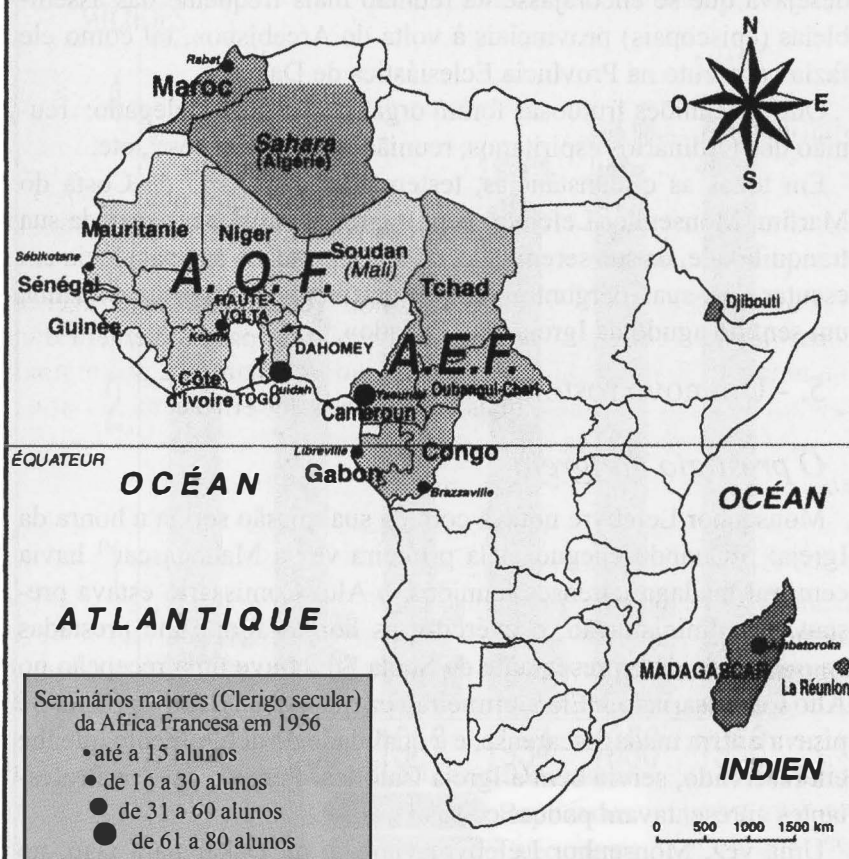 N
O
E
S
Rabat
Maroc
Sahara
(Algérie)
Mauritanie
Niger
Soudan
(Mali)
Tchad
Sébikotane
Sénégal
A. O. F.
HAUTE
VOLTA
Djibouti
Guinée
Koumi
DAHOMEY
A.E.F.
Ouidah
Oubangui-Chari
Côte
d'Ivoire
TOGO
Yaoundé
Cameroun
Libreville
Congo
ÉQUATEUR
Gabon
Brazzaville
OCÉAN
OCÉAN
ATLANTIQUE
Ambatoroka
MADAGASCAR
La Réunion
INDIEN
Seminários maiores (Clerigo secular)
da Africa Francesa em 1956
até a 15 alunos
de 16 a 30 alunos
de 31 a 60 alunos
de 61 a 80 alunos
0 500 1000 1500 km